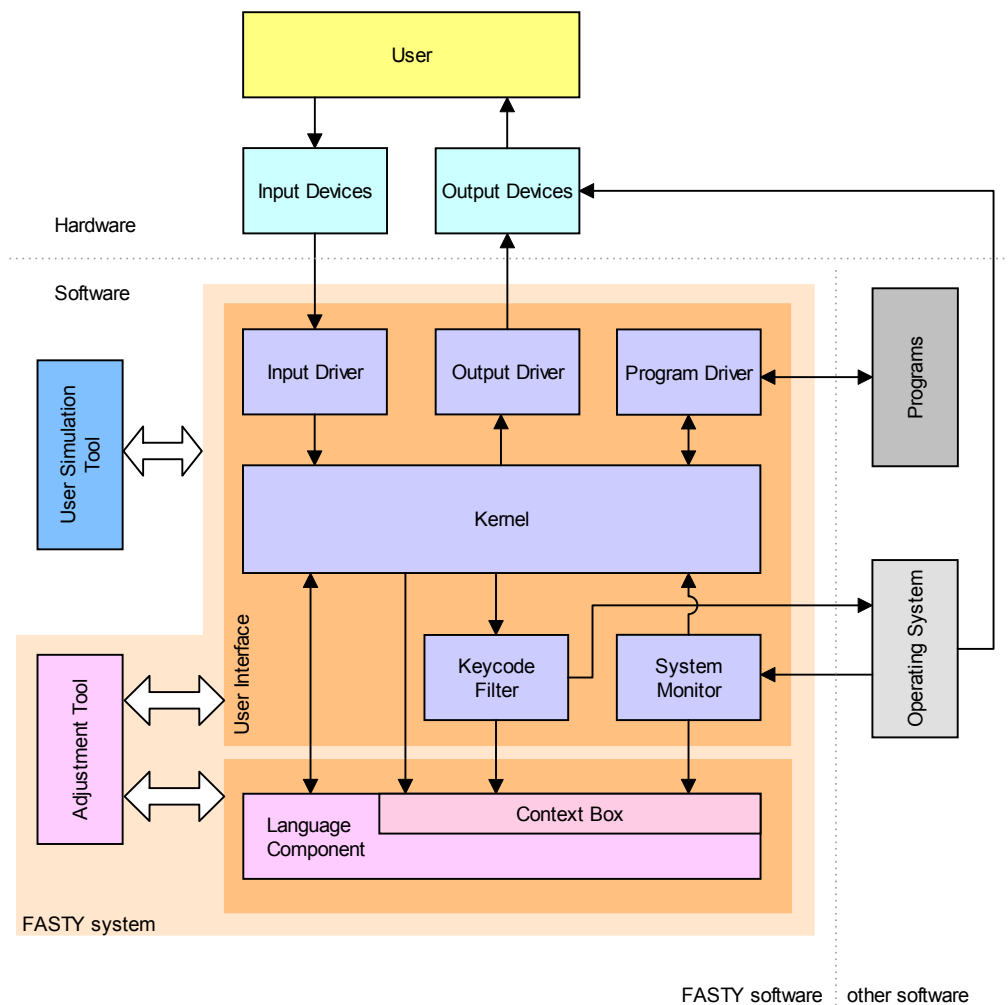 User
Input Devices
Output Devices
Hardware
Software
Input Driver
Output Driver
Program Driver
Programs
User Simulation
Tool
Kernel
Keycode
Filter
System
Monitor
Operating System
User Interface
Adjustment Tool
Context Box
Language
Component
FASTY system
FASTY software
other software